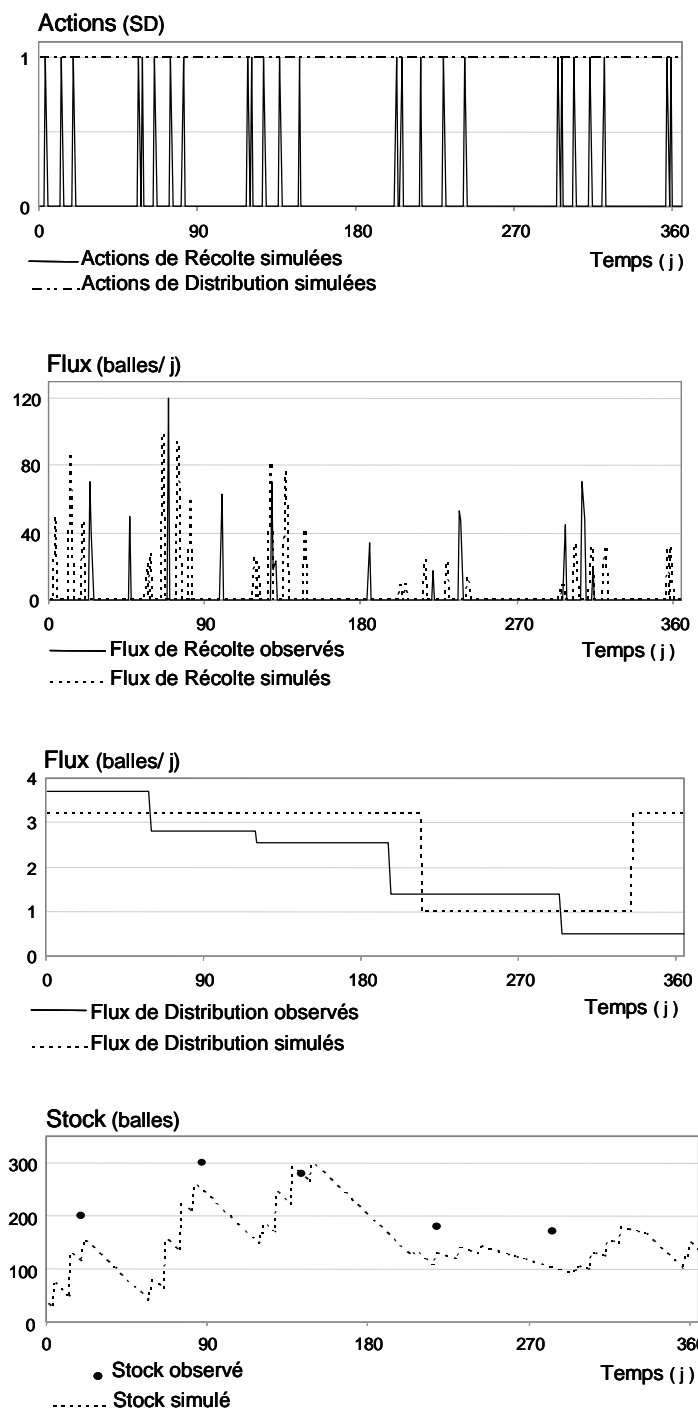 Actions (SD)
1
0
0 90 180 270 360
Temps ( j )
Actions de Récolte simulées
Actions de Distribution simulées
Flux (balles/ j)
120
80
40
0
0 90 180 270 360
Temps ( j )
Flux de Récolte observés
Flux de Récolte simulés
Flux (balles/ j)
4
3
2
1
0
0 90 180 270 360
Temps ( j )
Flux de Distribution observés
Flux de Distribution simulés
Stock (balles)
300
200
100
0
0 90 180 270 360
Temps ( j )
Stock observé
Stock simulé